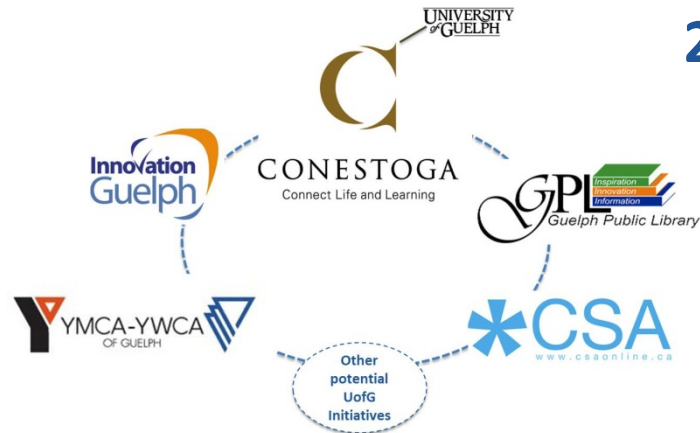 UNIVERSITY
of GUELPH
2
C
CONESTOGA
Connect Life and Learning
Innovation
Guelph
GPL
Inspiration
Innovation
Information
Guelph Public Library
Y YMCA-YWCA
OF GUELPH
*CSA
www.csaonline.ca
Other
potential
UofG
Initiatives